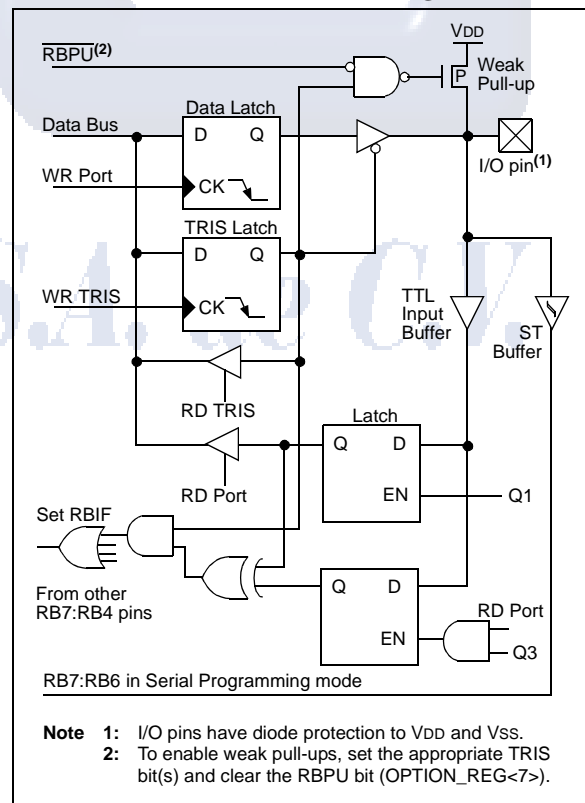 VDD
RBPU(2)
Weak
Pull-up
P
Data Latch
Data Bus
D Q
I/O pin(1)
WR Port
CK
TRIS Latch
D Q
WR TRIS
CK
TTL
Input
Buffer
ST
Buffer
RD TRIS
Latch
Q D
RD Port
EN
Q1
Set RBIF
From other
RB7:RB4 pins
Q D
RD Port
EN
Q3
RB7:RB6 in Serial Programming mode
Note 1: I/O pins have diode protection to VDD and VSS.
2: To enable weak pull-ups, set the appropriate TRIS
bit(s) and clear the RBPU bit (OPTION_REG<7>).
S.A. de C.V.